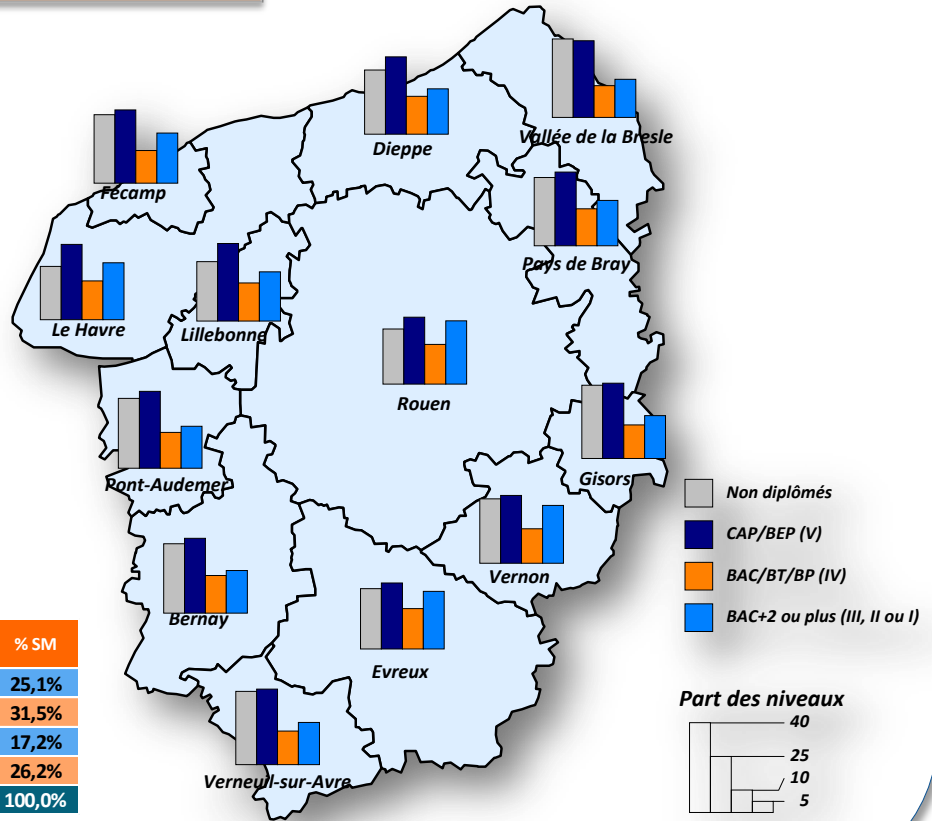 Vallée de la Bresle
Dieppe
Fécamp
Pays de Bray
Le Havre
Lillebonne
Rouen
Gisors
Pont-Audemer
Non diplômés
CAP/BEP (V)
Vernon
BAC/BT/BP (IV)
Bernay
BAC+2 ou plus (III, II ou I)
% SM
Evreux
25,1%
31,5%
Part des niveaux
17,2%
40
26,2%
25
Verneuil-sur-Avre
10
100,0%
5